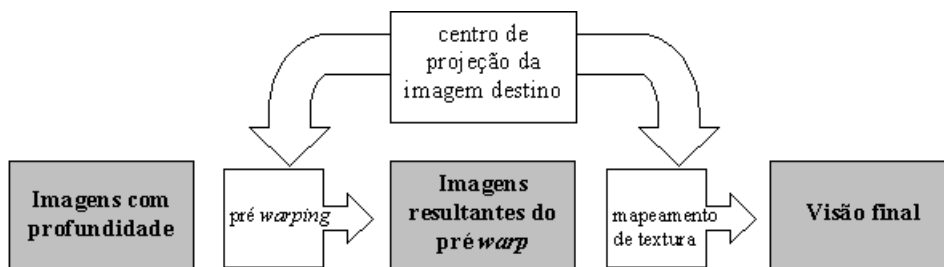 centro de
projeção da
imagem destino
Imagens com
profundidade
pré warping
Imagens
resultantes do
pré warp
mapeamento
de textura
Visão final